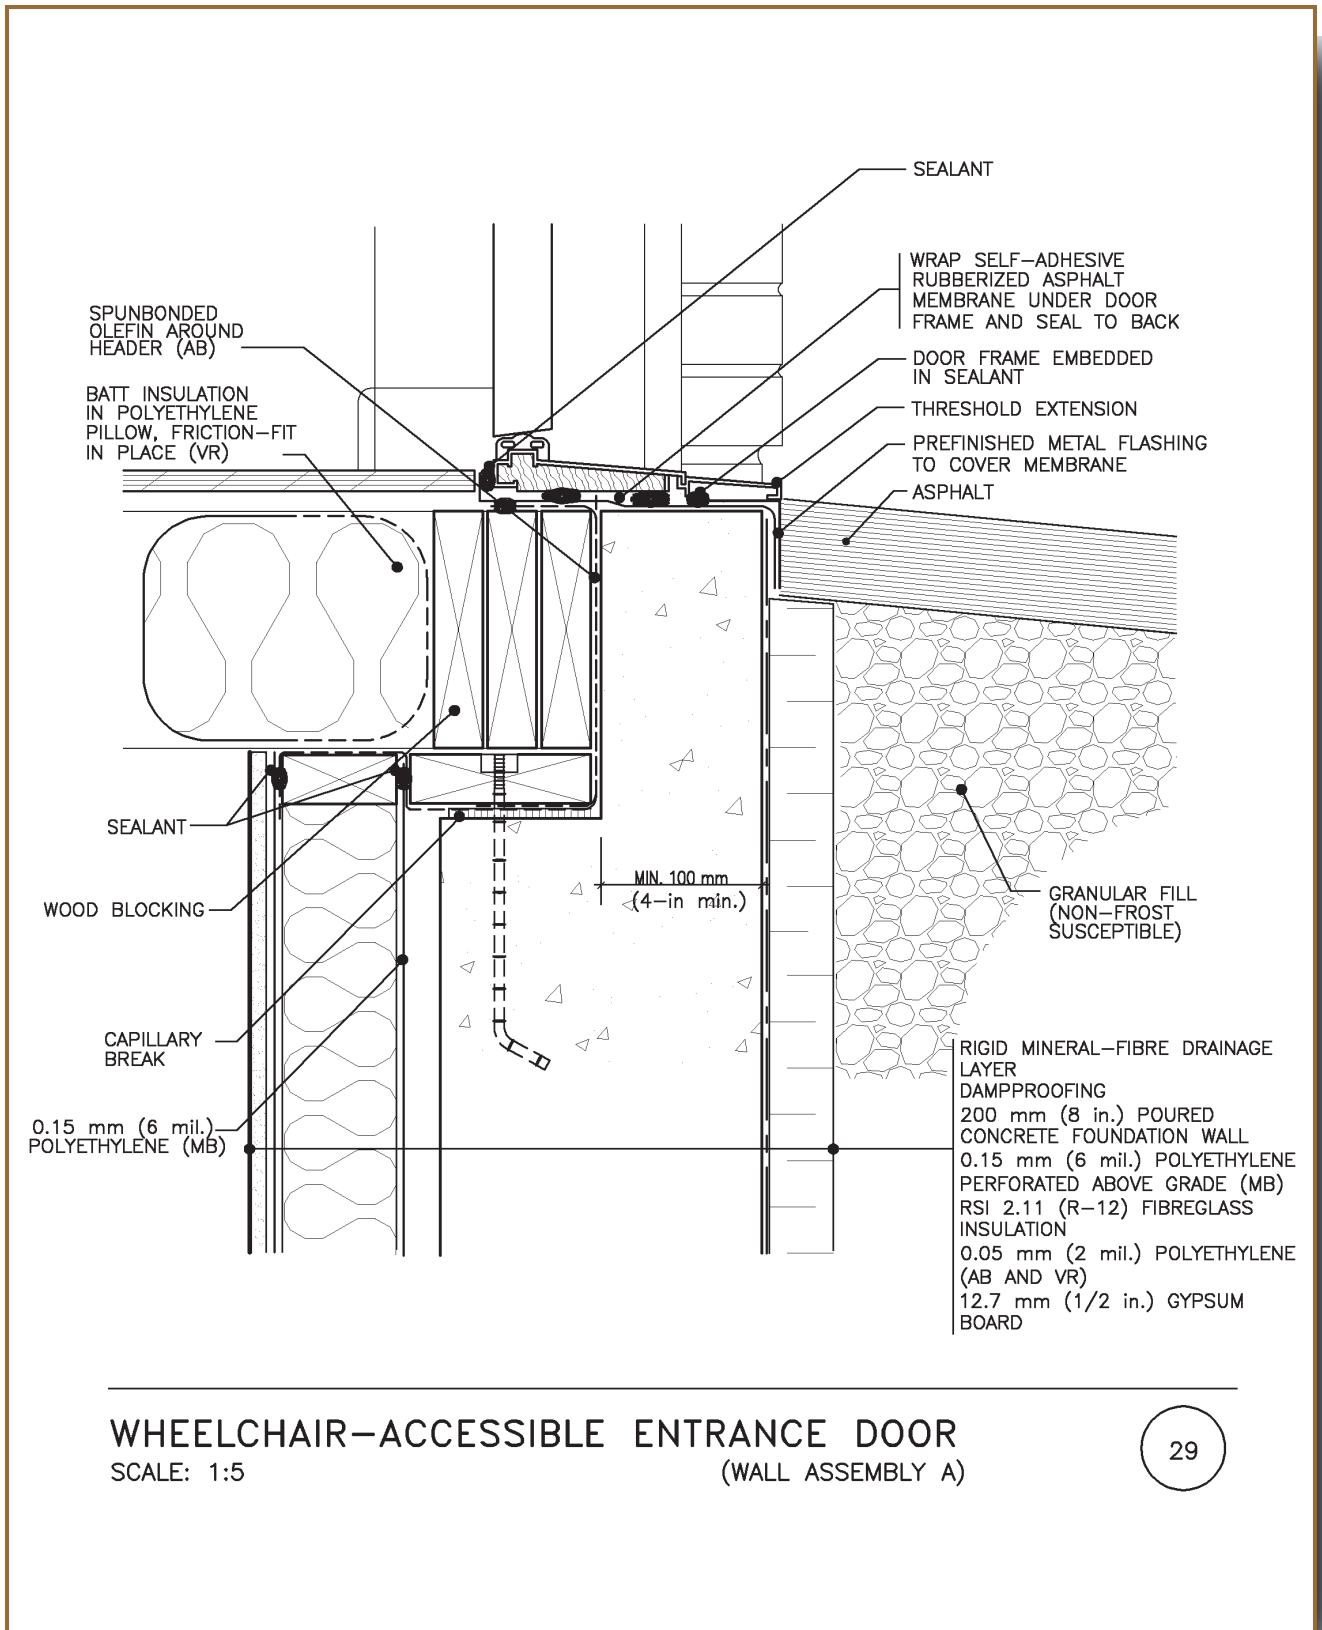 SEALANT
WRAP SELF-ADHESIVE
RUBBERIZED ASPHALT
MEMBRANE UNDER DOOR
FRAME AND SEAL TO BACK
SPUNBONDED
OLEFIN AROUND
HEADER (AB)
DOOR FRAME EMBEDDED
IN SEALANT
BATT INSULATION
IN POLYETHYLENE
PILLOW, FRICTION-FIT
IN PLACE (VR)
THRESHOLD EXTENSION
PREFINISHED METAL FLASHING
TO COVER MEMBRANE
ASPHALT
SEALANT
MIN. 100 mm
(4-in min.)
WOOD BLOCKING
GRANULAR FILL
(NON-FROST
SUSCEPTIBLE)
CAPILLARY
BREAK
0.15 mm (6 mil.)
POLYETHYLENE (MB)
RIGID MINERAL-FIBRE DRAINAGE
LAYER
DAMPPROOFING
200 mm (8 in.) POURED
CONCRETE FOUNDATION WALL
0.15 mm (6 mil.) POLYETHYLENE
PERFORATED ABOVE GRADE (MB)
RSI 2.11 (R-12) FIBREGLASS
INSULATION
0.05 mm (2 mil.) POLYETHYLENE
(AB AND VR)
12.7 mm (1/2 in.) GYPSUM
BOARD
WHEELCHAIR-ACCESSIBLE ENTRANCE DOOR
SCALE: 1:5
(WALL ASSEMBLY A)
29